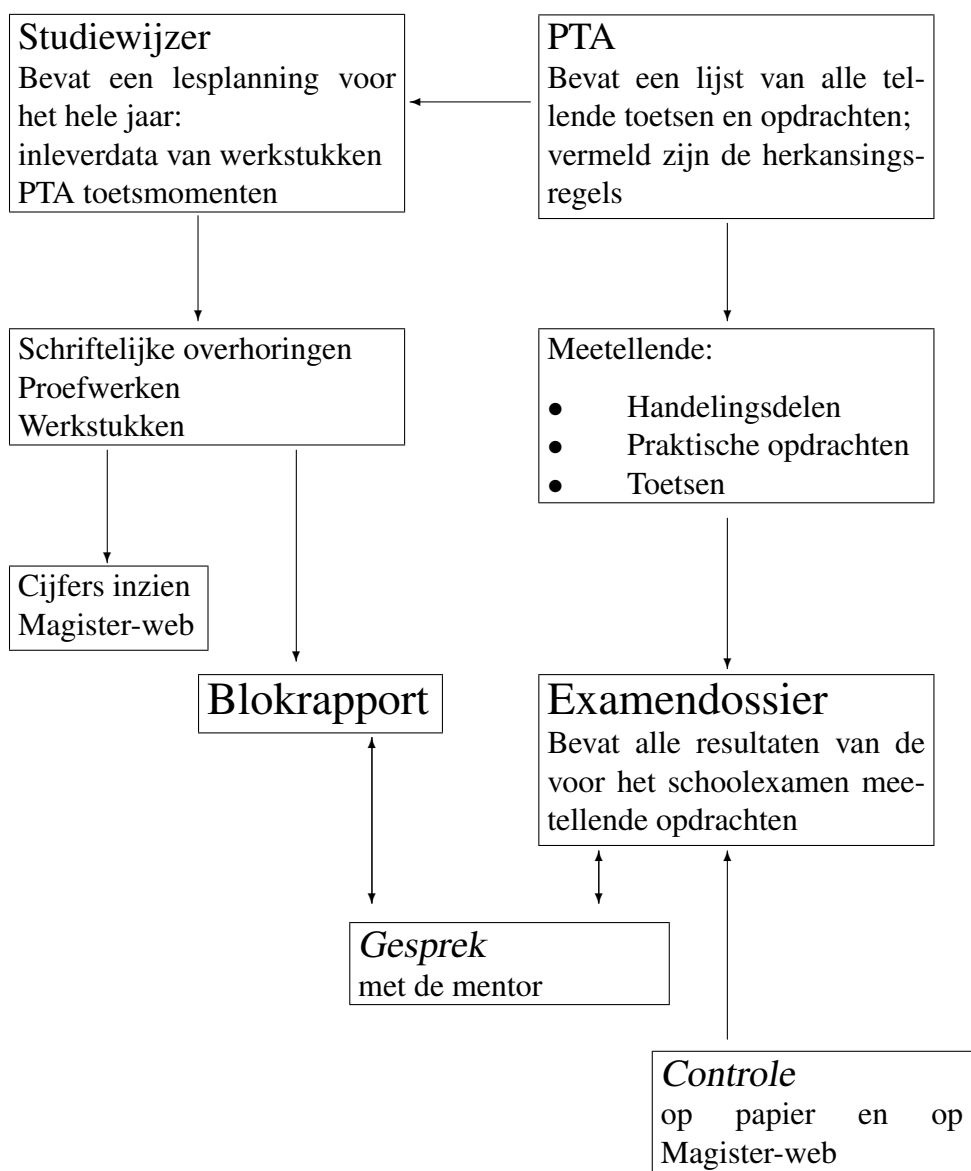 Studiewijzer
Bevat een lesplanning voor
het hele jaar:
inleverdata van werkstukken
PTA toetsmomenten
PTA
Bevat een lijst van alle tel-
lende toetsen en opdrachten;
vermeld zijn de herkansings-
regels
Schriftelijke overhoringen
Proefwerken
Werkstukken
Meetellende:
• Handelingsdelen
• Praktische opdrachten
• Toetsen
Cijfers inzien
Magister-web
Blokrapport
Examendossier
Bevat alle resultaten van de
voor het schoolexamen mee-
tellende opdrachten
Gesprek
met de mentor
Controle
op papier en op
Magister-web